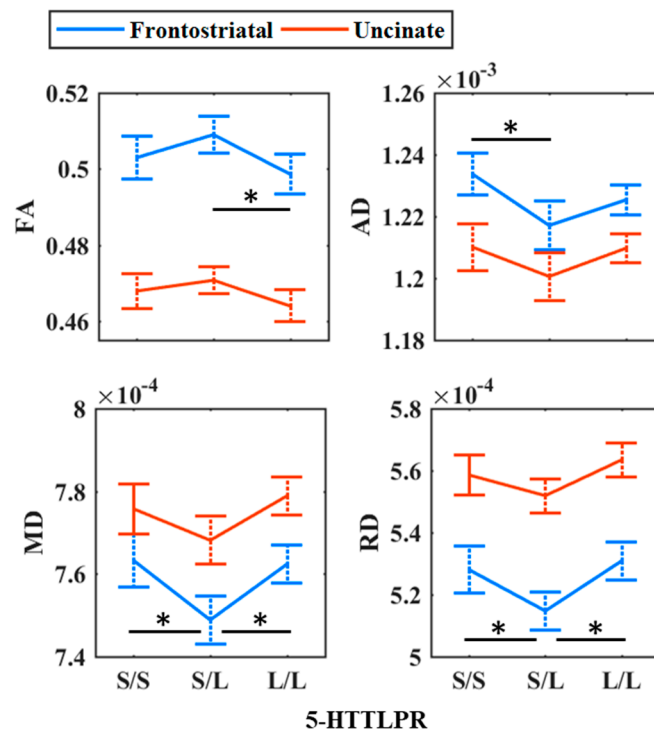 Frontostriatal Uncinate
×10⁻³
0.52 1.26
* *
1.24
0.5
FA AD
1.22
*
0.48
1.2
0.46
1.18
×10⁻⁴ ×10⁻⁴
8 5.8
7.8 5.6
MD RD
7.6 5.4
5.2
* * * *
7.4 5
S/S S/L L/L S/S S/L L/L
5-HTTLPR